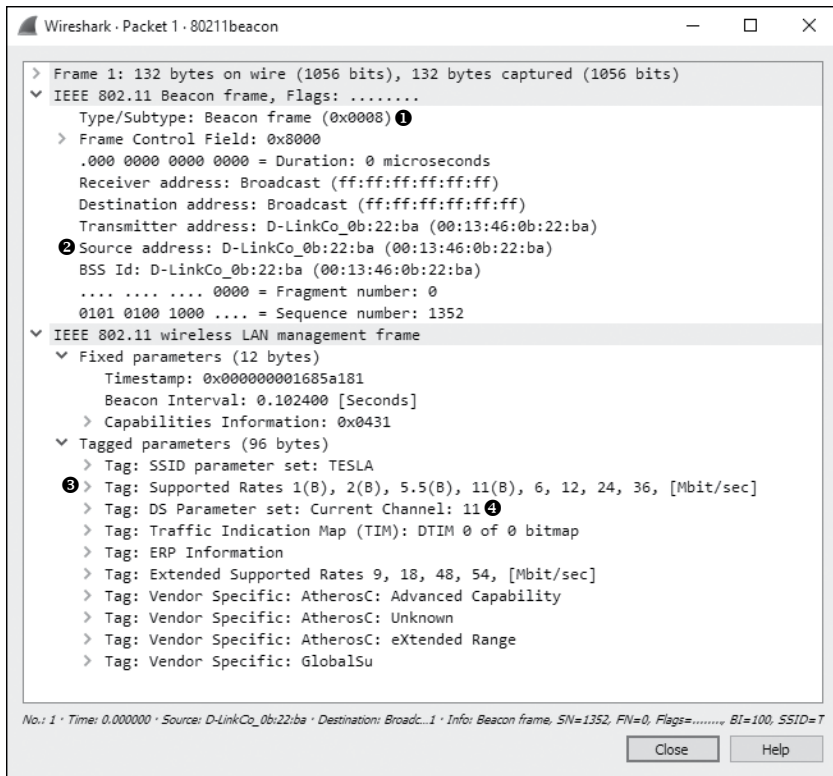 Wireshark · Packet 1 · 80211beacon
Frame 1: 132 bytes on wire (1056 bits), 132 bytes captured (1056 bits)
IEEE 802.11 Beacon frame, Flags: ........
Type/Subtype: Beacon frame (0x0008) ❶
> Frame Control Field: 0x8000
.000 0000 0000 0000 = Duration: 0 microseconds
Receiver address: Broadcast (ff:ff:ff:ff:ff:ff)
Destination address: Broadcast (ff:ff:ff:ff:ff:ff)
Transmitter address: D-LinkCo_0b:22:ba (00:13:46:0b:22:ba)
❷ Source address: D-LinkCo_0b:22:ba (00:13:46:0b:22:ba)
BSS Id: D-LinkCo_0b:22:ba (00:13:46:0b:22:ba)
.... .... .... 0000 = Fragment number: 0
0101 0100 1000 .... = Sequence number: 1352
IEEE 802.11 wireless LAN management frame
Fixed parameters (12 bytes)
Timestamp: 0x000000001685a181
Beacon Interval: 0.102400 [Seconds]
> Capabilities Information: 0x0431
Tagged parameters (96 bytes)
> Tag: SSID parameter set: TESLA
❸ > Tag: Supported Rates 1(B), 2(B), 5.5(B), 11(B), 6, 12, 24, 36, [Mbit/sec]
> Tag: DS Parameter set: Current Channel: 11 ❹
> Tag: Traffic Indication Map (TIM): DTIM 0 of 0 bitmap
> Tag: ERP Information
> Tag: Extended Supported Rates 9, 18, 48, 54, [Mbit/sec]
> Tag: Vendor Specific: AtherosC: Advanced Capability
> Tag: Vendor Specific: AtherosC: Unknown
> Tag: Vendor Specific: AtherosC: eXtended Range
> Tag: Vendor Specific: GlobalSu
No.: 1 · Time: 0.000000 · Source: D-LinkCo_0b:22:ba · Destination: Broadc...1 · Info: Beacon frame, SN=1352, FN=0, Flags=........, BI=100, SSID=T
Close
Help